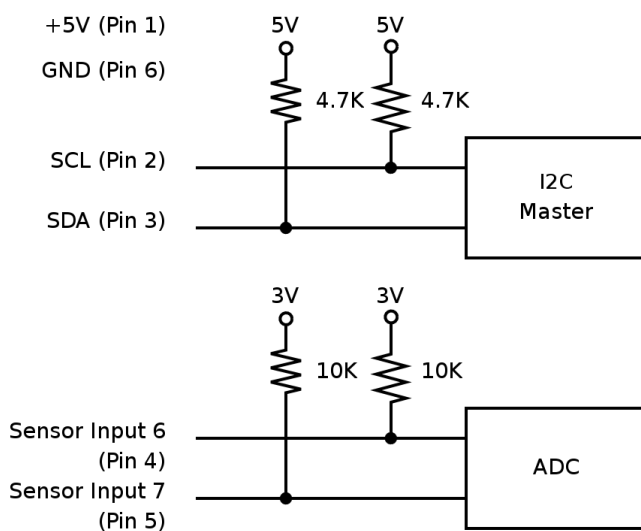 +5V (Pin 1)
5V
5V
GND (Pin 6)
4.7K
4.7K
SCL (Pin 2)
I2C
Master
SDA (Pin 3)
3V
3V
10K
10K
Sensor Input 6
(Pin 4)
ADC
Sensor Input 7
(Pin 5)